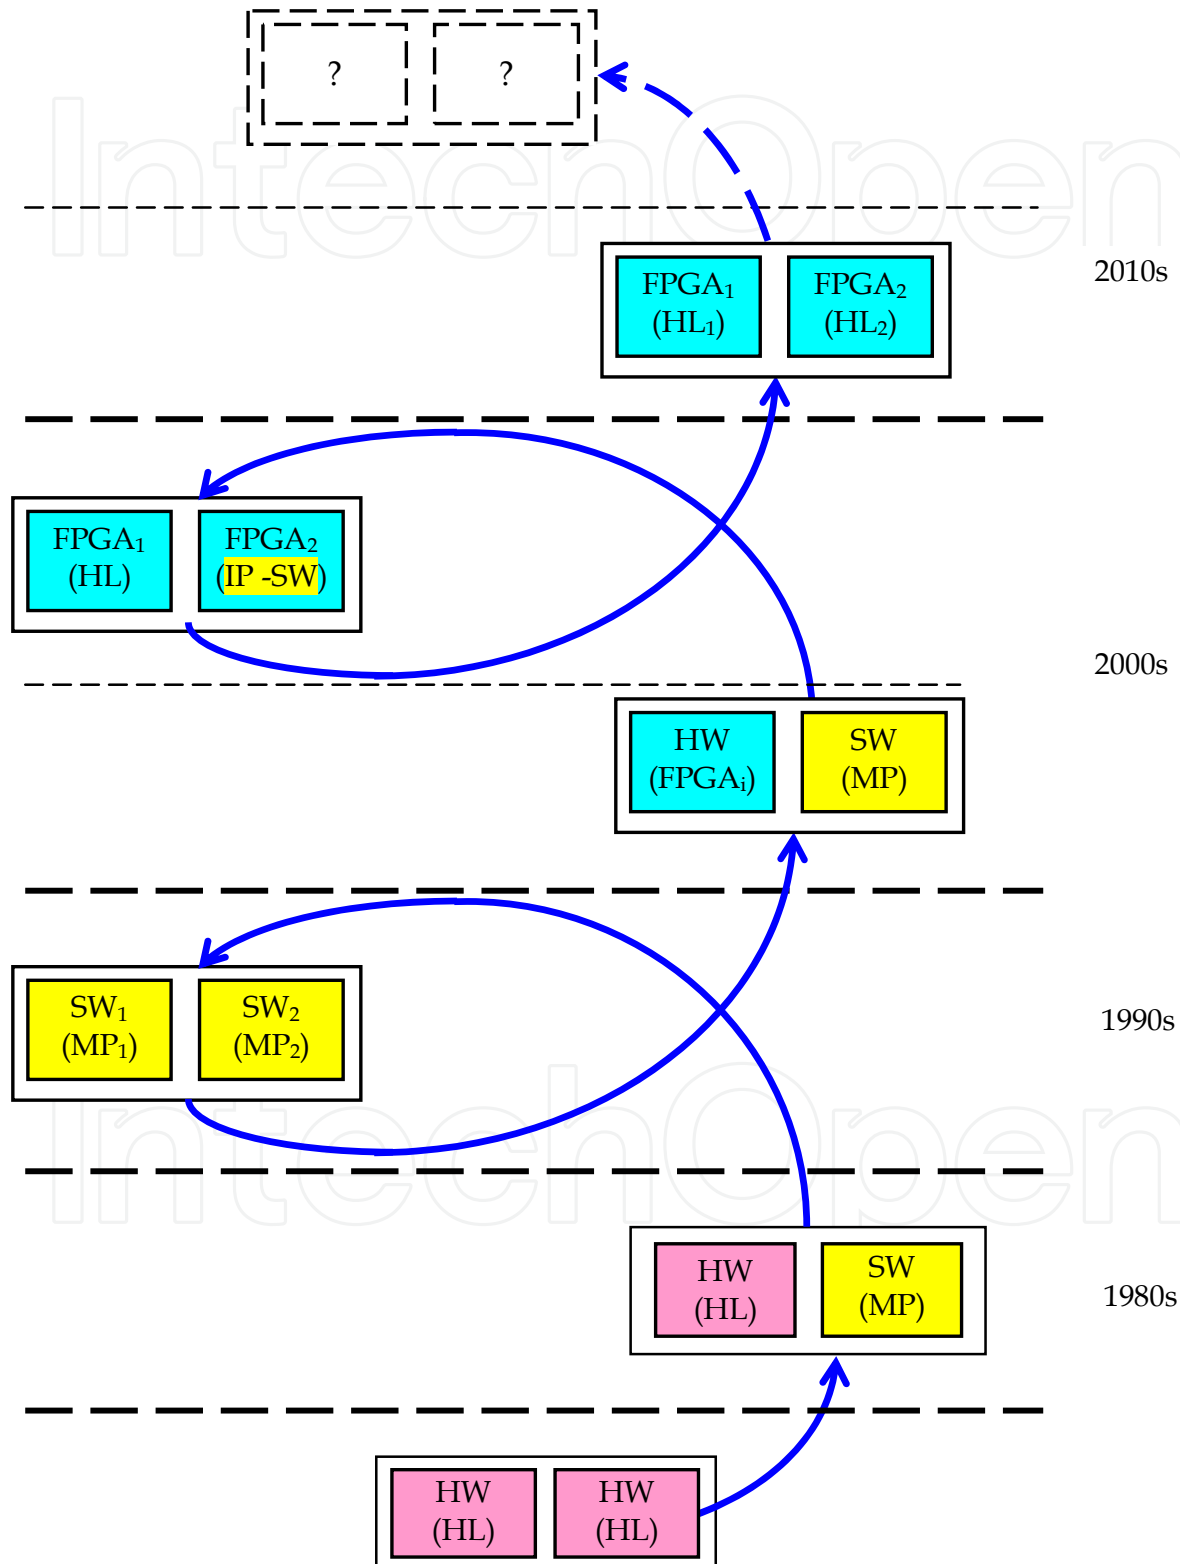 ? ?
IntechOpen
2010s
FPGA₁ FPGA₂
(HL₁) (HL₂)
FPGA₁ FPGA₂
(HL) (IP -SW)
2000s
HW SW
(FPGAᵢ) (MP)
SW₁ SW₂
(MP₁) (MP₂)
1990s
IntechOpen
HW SW
(HL) (MP)
1980s
HW HW
(HL) (HL)